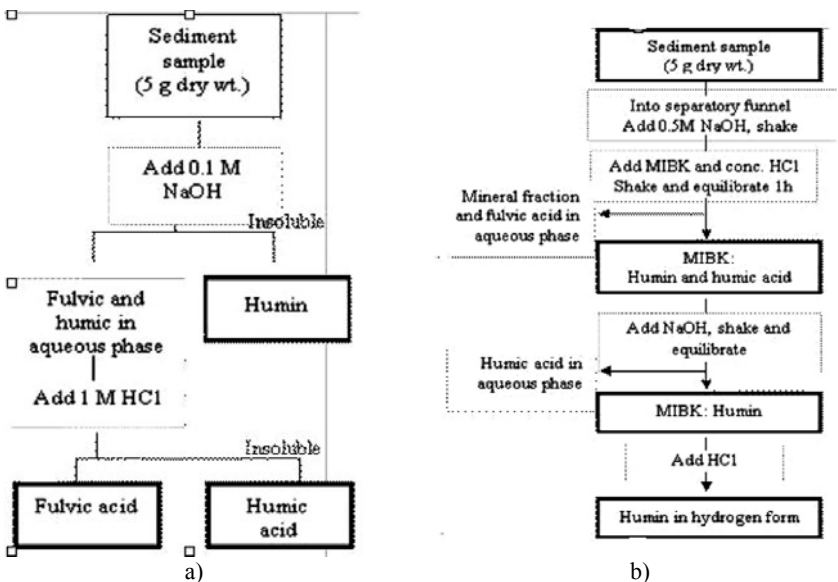 Sediment
sample
(5 g dry wt.)
Add 0.1 M
NaOH
Insoluble
Fulvic and
humic in
aqueous phase
Humin
Add 1 M HCl
Insoluble
Fulvic acid
Humic
acid
a)
Sediment sample
(5 g dry wt.)
Into separatory funnel
Add 0.5M NaOH, shake
Add MIBK and conc. HCl
Shake and equilibrate 1h
Mineral fraction
and fulvic acid in
aqueous phase
MIBK:
Humin and humic acid
Add NaOH, shake and
equilibrate
Humic acid in
aqueous phase
MIBK: Humin
Add HCl
Humin in hydrogen form
b)